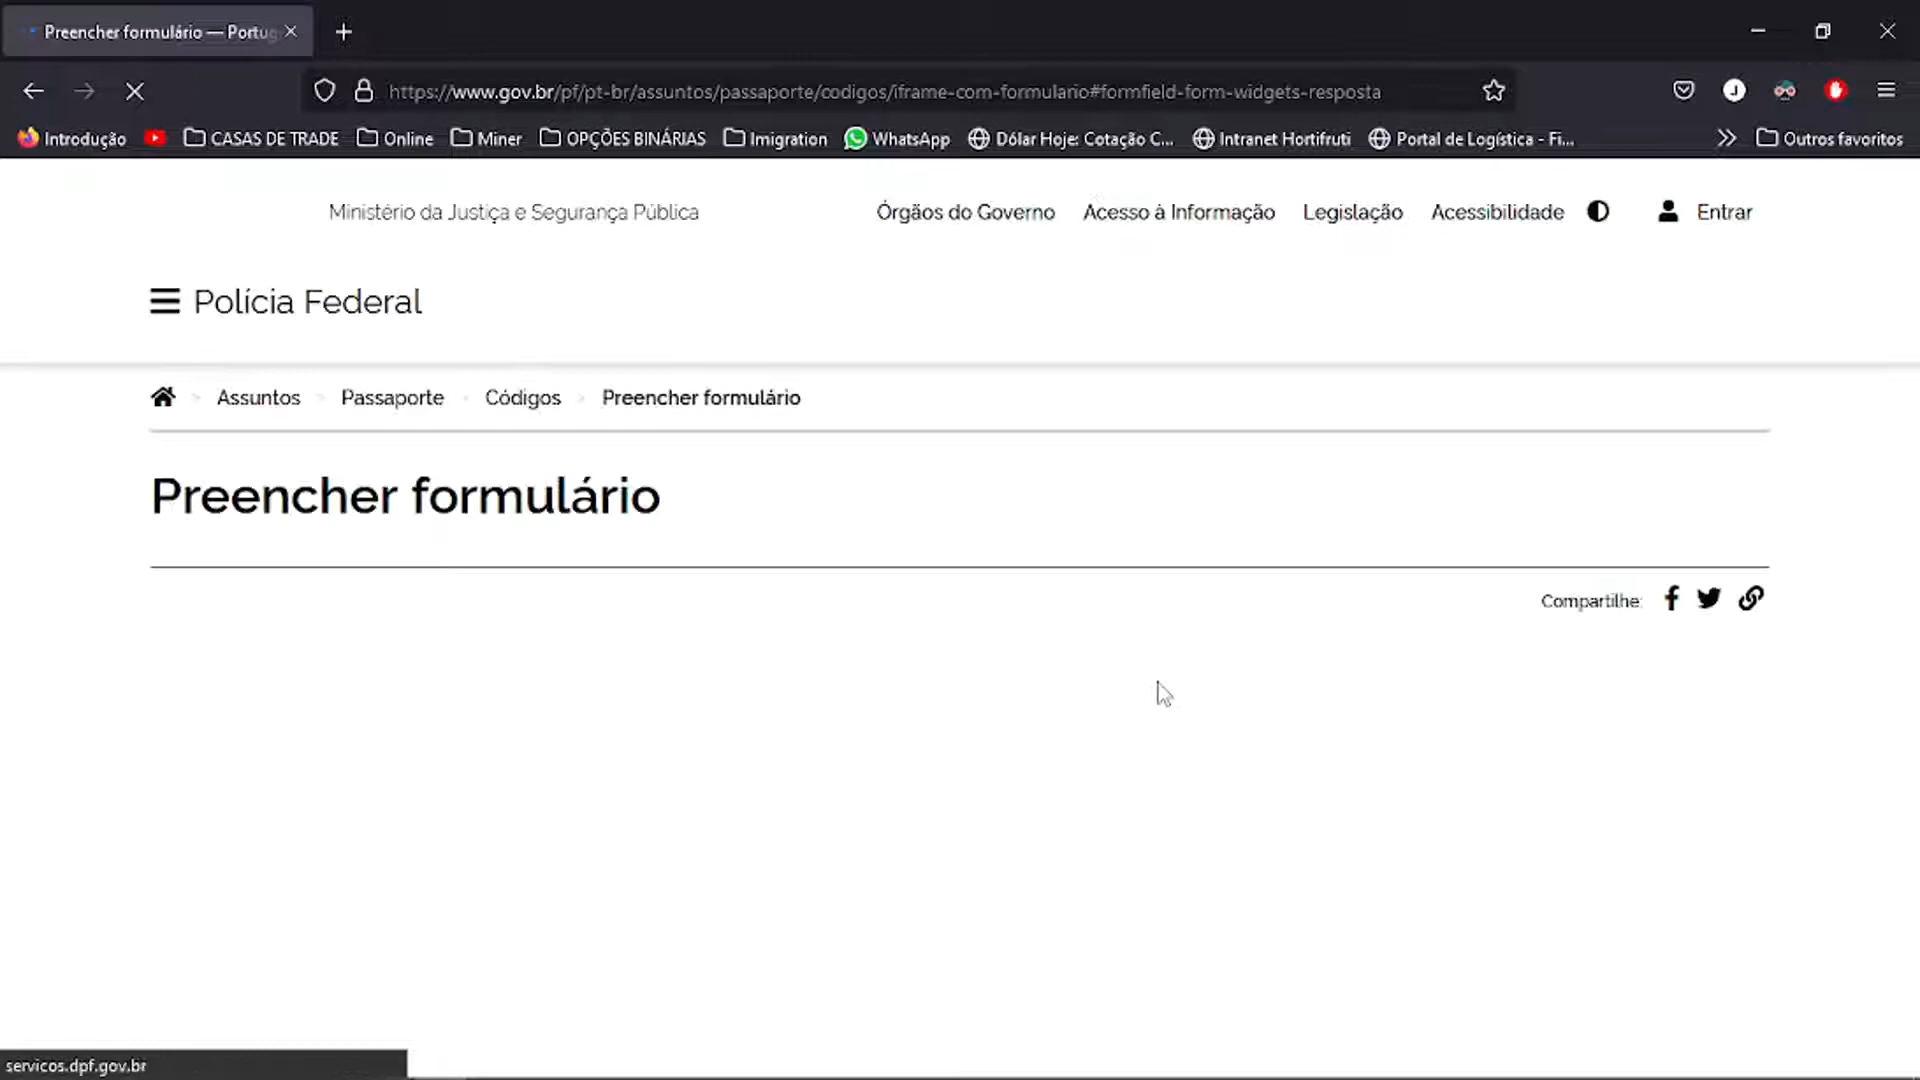 Preencher formulário — Portug
https://www.gov.br/pf/pt-br/assuntos/passaporte/codigos/iframe-com-formulario#formfield-form-widgets-resposta
J
Introdução CASAS DE TRADE Online Miner OPÇÕES BINÁRIAS Imigration WhatsApp Dólar Hoje: Cotação C... Intranet Hortifruti Portal de Logística - Fi... Outros favoritos
Ministério da Justiça e Segurança Pública Órgãos do Governo Acesso à Informação Legislação Acessibilidade Entrar
Polícia Federal
Assuntos > Passaporte > Códigos > Preencher formulário
Preencher formulário
Compartilhe:
servicos.dpf.gov.br